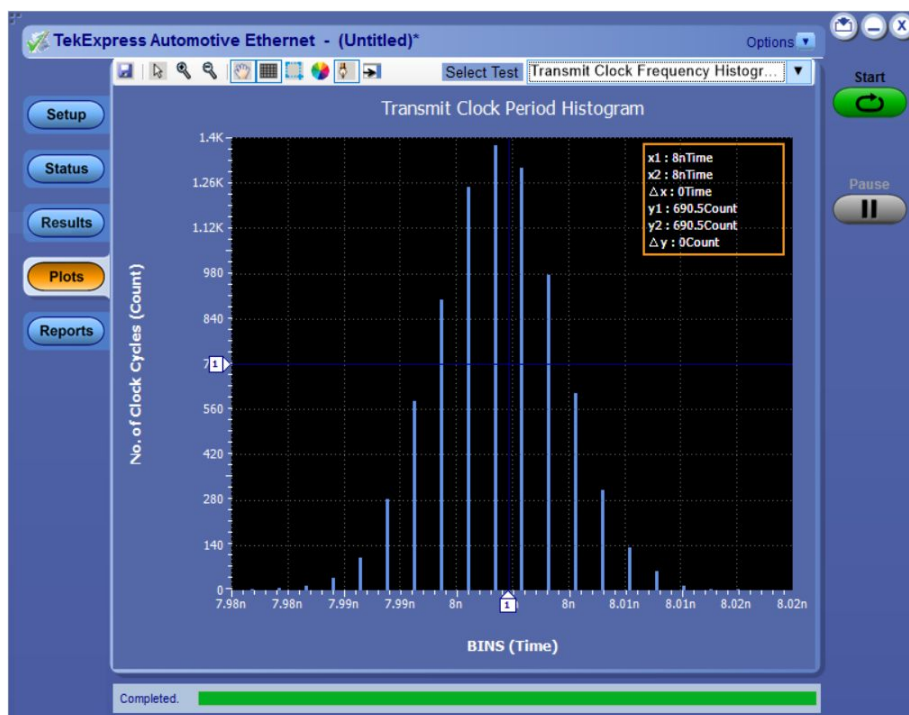 TekExpress Automotive Ethernet - (Untitled)*
Options
X
Select Test
Transmit Clock Frequency Histogr...
Start
Pause
Setup
Status
Results
Plots
Reports
Transmit Clock Period Histogram
x1 : 8nTime
x2 : 8nTime
△x : 0Time
y1 : 690.5Count
y2 : 690.5Count
△y : 0Count
No. of Clock Cycles (Count)
1.4K
1.26K
1.12K
980
840
1
560
420
280
140
0
7.98n 7.98n 7.99n 7.99n 8n 1 8n 8.01n 8.01n 8.02n 8.02n
BINS (Time)
Completed.